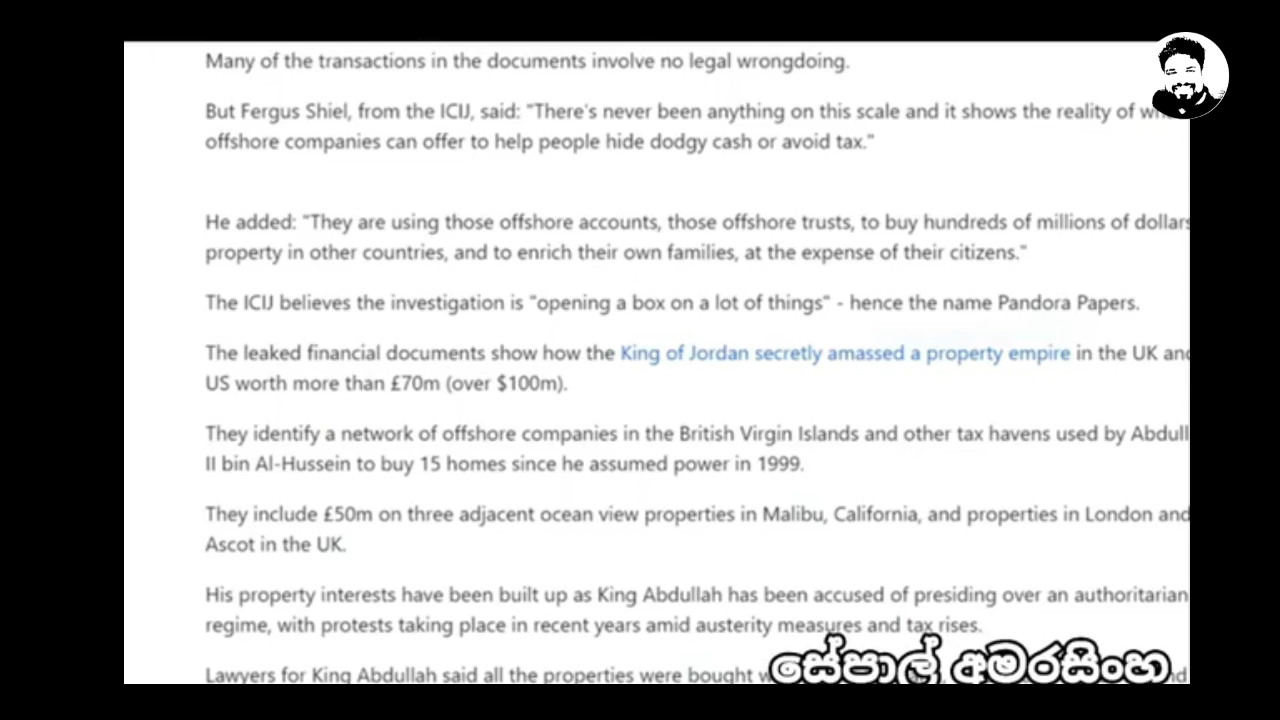 Many of the transactions in the documents involve no legal wrongdoing.
But Fergus Shiel, from the ICIJ, said: "There's never been anything on this scale and it shows the reality of
offshore companies can offer to help people hide dodgy cash or avoid tax."
He added: "They are using those offshore accounts, those offshore trusts, to buy hundreds of millions of dollars
property in other countries, and to enrich their own families, at the expense of their citizens."
The ICIJ believes the investigation is "opening a box on a lot of things" - hence the name Pandora Papers.
The leaked financial documents show how the King of Jordan secretly amassed a property empire in the UK and
US worth more than £70m (over $100m).
They identify a network of offshore companies in the British Virgin Islands and other tax havens used by Abdull
II bin Al-Hussein to buy 15 homes since he assumed power in 1999.
They include £50m on three adjacent ocean view properties in Malibu, California, and properties in London and
Ascot in the UK.
His property interests have been built up as King Abdullah has been accused of presiding over an authoritarian
regime, with protests taking place in recent years amid austerity measures and tax rises.
Lawyers for King Abdullah said all the properties were bought
සේපාල් අමරසිංහ